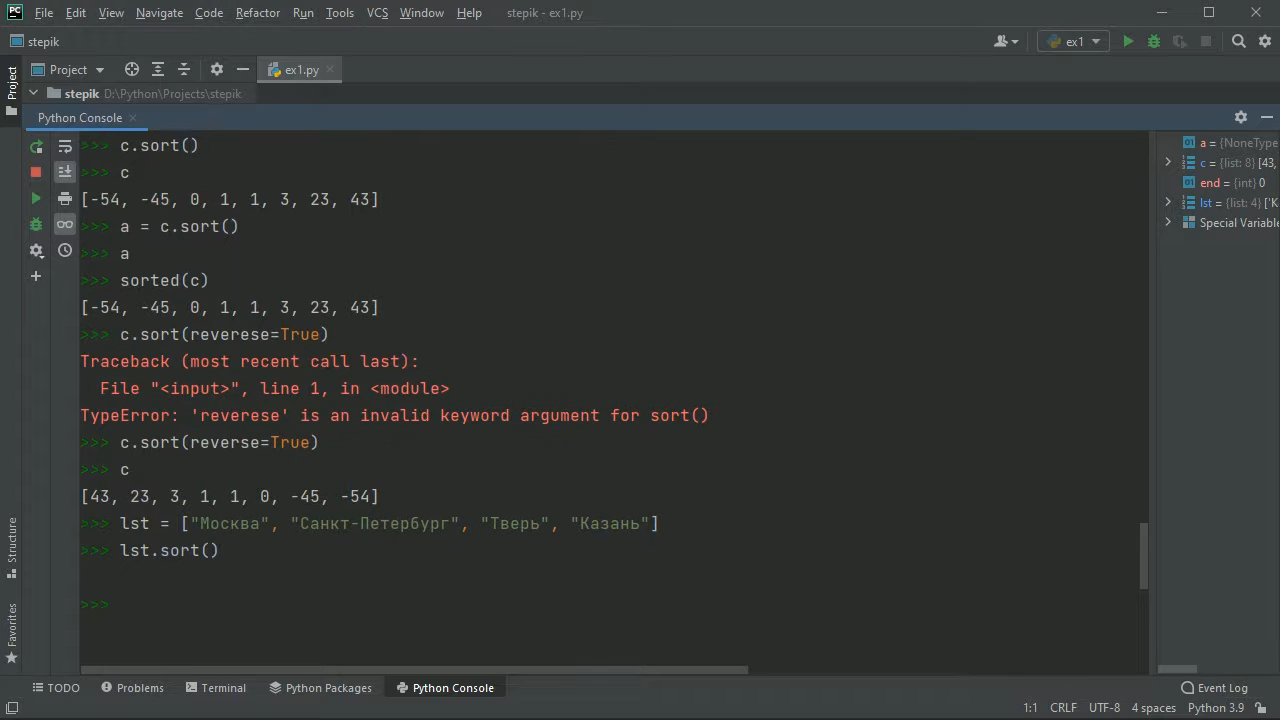 PC File Edit View Navigate Code Refactor Run Tools VCS Window Help stepik - ex1.py
stepik ex1
Project Project ex1.py
stepik D:\Python\Projects\stepik
Python Console
>>> c.sort()
>>> c
[-54, -45, 0, 1, 1, 3, 23, 43]
>>> a = c.sort()
>>> a
>>> sorted(c)
[-54, -45, 0, 1, 1, 3, 23, 43]
>>> c.sort(reverese=True)
Traceback (most recent call last):
File "<input>", line 1, in <module>
TypeError: 'reverese' is an invalid keyword argument for sort()
>>> c.sort(reverse=True)
>>> c
[43, 23, 3, 1, 1, 0, -45, -54]
>>> lst = ["Москва", "Санкт-Петербург", "Тверь", "Казань"]
>>> lst.sort()
>>>
01 a = {NoneType
c = {list: 8} [43,
01 end = {int} 0
lst = {list: 4} ['К
Special Variable
Structure
Favorites
TODO Problems Terminal Python Packages Python Console Event Log
1:1 CRLF UTF-8 4 spaces Python 3.9